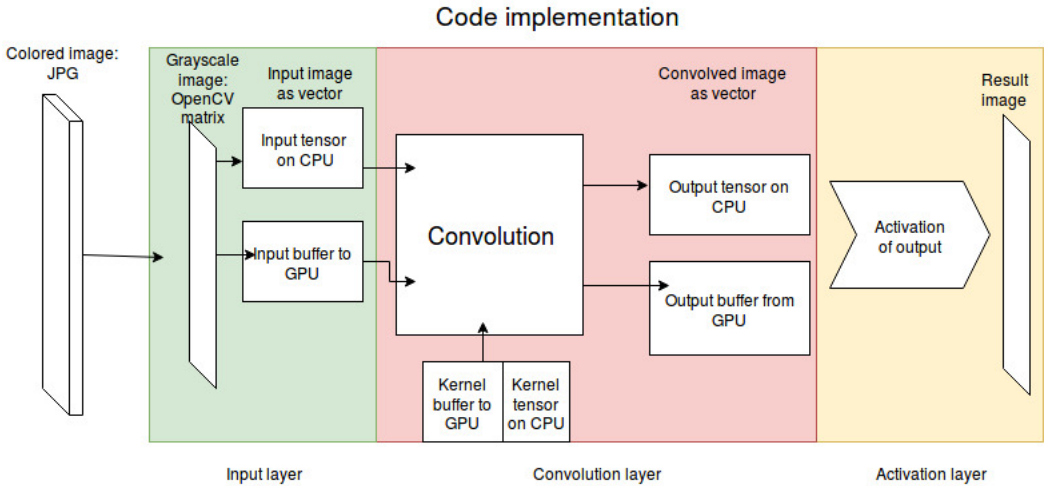 Code implementation
Colored image:
JPG
Grayscale
image:
OpenCV
matrix
Input image
as vector
Input tensor
on CPU
Input buffer to
GPU
Convolution
Kernel
buffer to
GPU
Kernel
tensor
on CPU
Convolved image
as vector
Output tensor on
CPU
Output buffer from
GPU
Activation
of output
Result
image
Input layer
Convolution layer
Activation layer